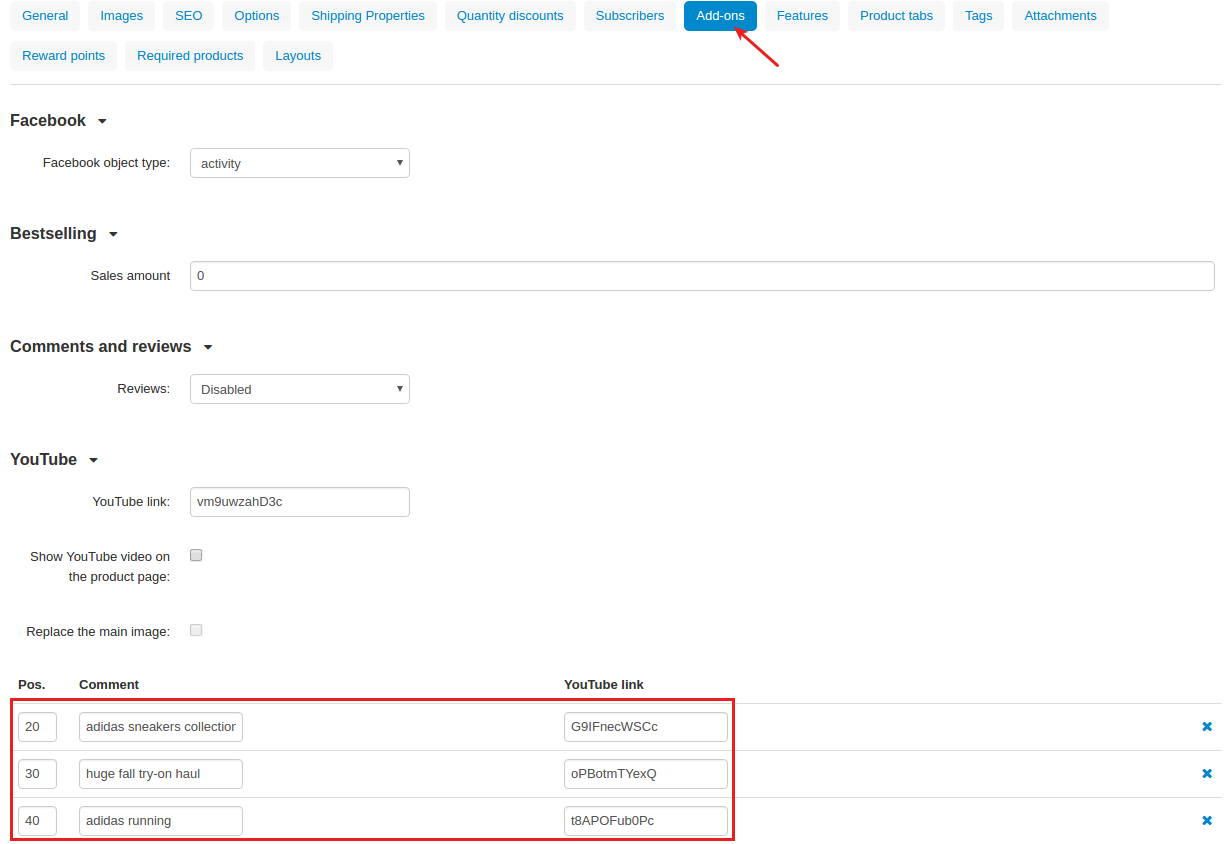 General Images SEO Options Shipping Properties Quantity discounts Subscribers Add-ons Features Product tabs Tags Attachments
Reward points Required products Layouts
Facebook
Facebook object type: activity
Bestselling
Sales amount 0
Comments and reviews
Reviews: Disabled
YouTube
YouTube link: vm9uwzahD3c
Show YouTube video on
the product page:
Replace the main image:
Pos. Comment YouTube link
20 adidas sneakers collection G9IFnecWSCc
30 huge fall try-on haul oPBotmTYexQ
40 adidas running t8APOFub0Pc